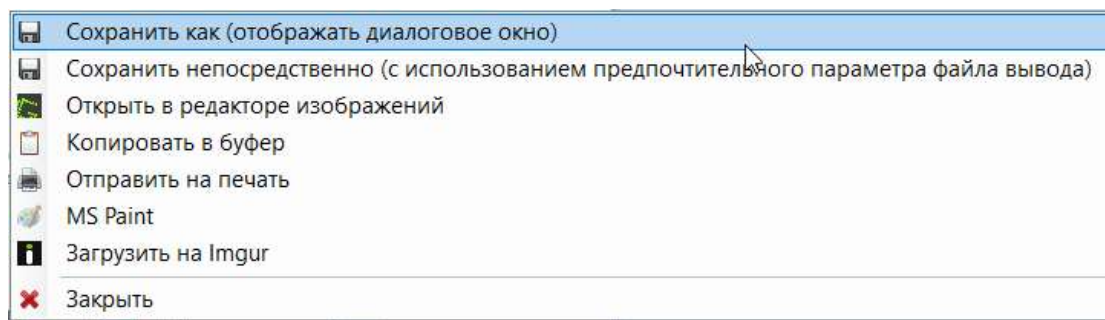 Сохранить как (отображать диалоговое окно)
Сохранить непосредственно (с использованием предпочтительного параметра файла вывода)
Открыть в редакторе изображений
Копировать в буфер
Отправить на печать
MS Paint
Загрузить на Imgur
Закрыть